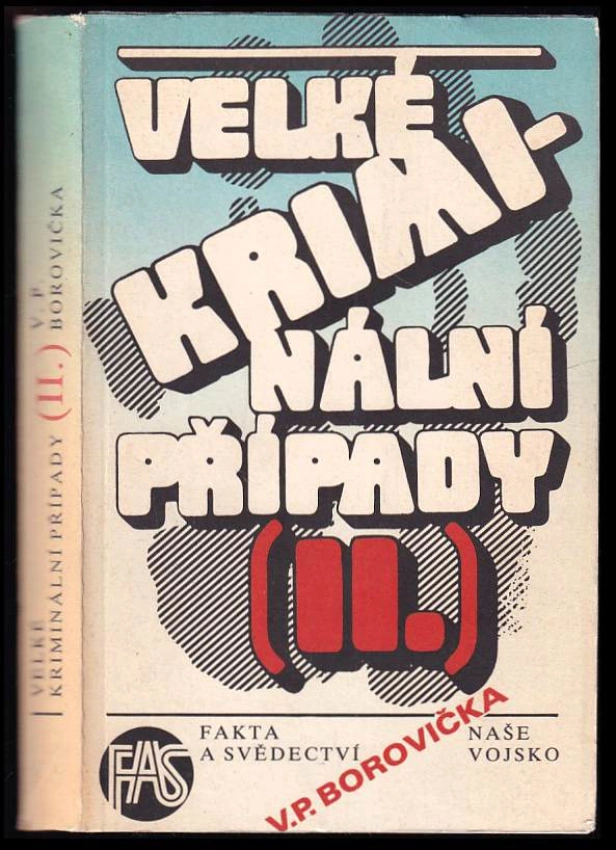 VELKÉ
KRIMI-
NÁLNÍ
PŘÍPADY
(II.)
V.P. BOROVIČKA
FAS
FAKTA
A SVĚDECTVÍ
NAŠE
VOJSKO
VELKÉ
KRIMINÁLNÍ PŘÍPADY
(II.)
V. P.
BOROVIČKA